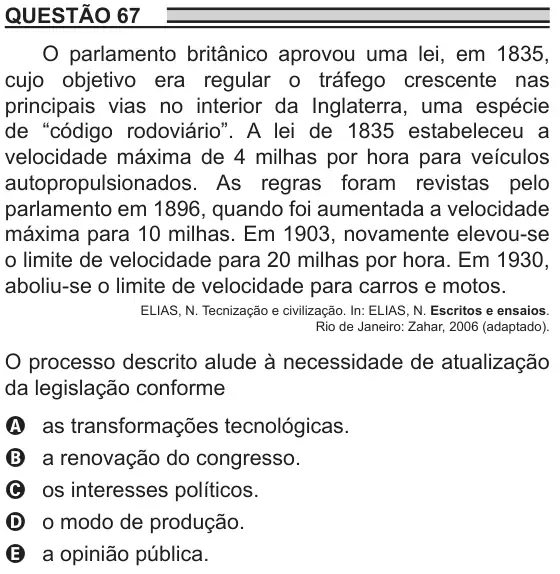 QUESTÃO 67
O parlamento britânico aprovou uma lei, em 1835,
cujo objetivo era regular o tráfego crescente nas
principais vias no interior da Inglaterra, uma espécie
de “código rodoviário”. A lei de 1835 estabeleceu a
velocidade máxima de 4 milhas por hora para veículos
autopropulsionados. As regras foram revistas pelo
parlamento em 1896, quando foi aumentada a velocidade
máxima para 10 milhas. Em 1903, novamente elevou-se
o limite de velocidade para 20 milhas por hora. Em 1930,
aboliu-se o limite de velocidade para carros e motos.
ELIAS, N. Tecnização e civilização. In: ELIAS, N. Escritos e ensaios.
Rio de Janeiro: Zahar, 2006 (adaptado).
O processo descrito alude à necessidade de atualização
da legislação conforme
A as transformações tecnológicas.
B a renovação do congresso.
C os interesses políticos.
D o modo de produção.
E a opinião pública.